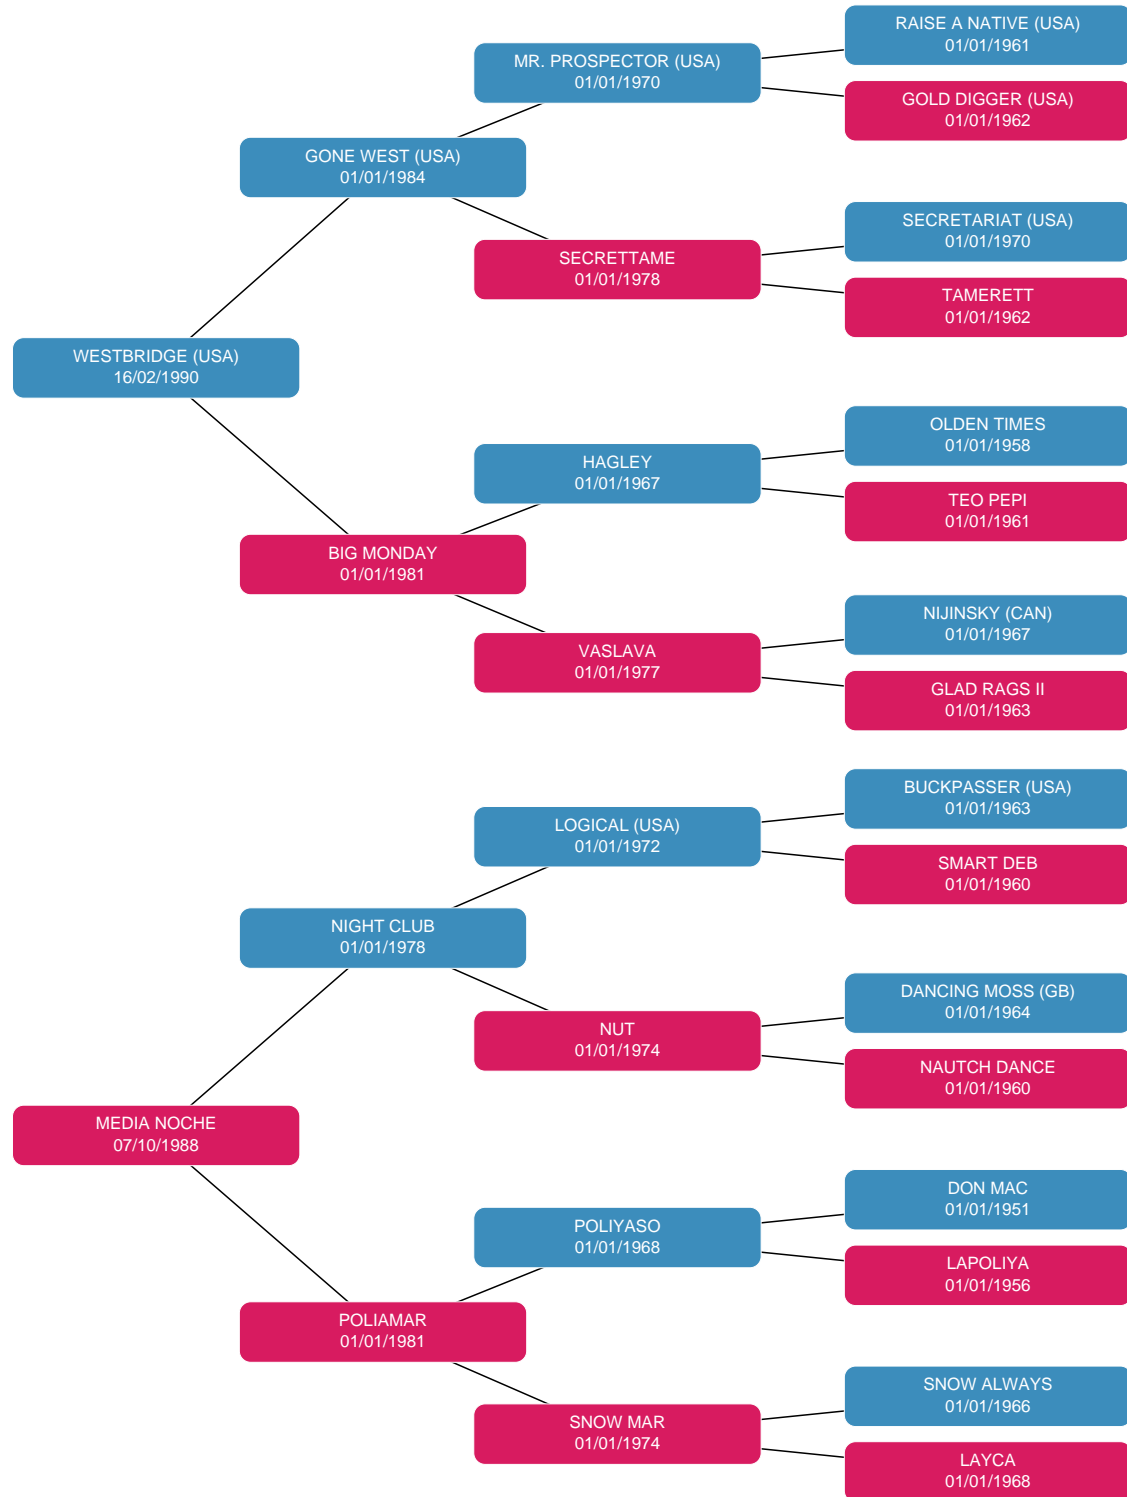 RAISE A NATIVE (USA)
01/01/1961
MR. PROSPECTOR (USA)
01/01/1970
GOLD DIGGER (USA)
01/01/1962
GONE WEST (USA)
01/01/1984
SECRETARIAT (USA)
01/01/1970
SECRETTAME
01/01/1978
TAMERETT
01/01/1962
WESTBRIDGE (USA)
16/02/1990
OLDEN TIMES
01/01/1958
HAGLEY
01/01/1967
TEO PEPI
01/01/1961
BIG MONDAY
01/01/1981
NIJINSKY (CAN)
01/01/1967
VASLAVA
01/01/1977
GLAD RAGS II
01/01/1963
BUCKPASSER (USA)
01/01/1963
LOGICAL (USA)
01/01/1972
SMART DEB
01/01/1960
NIGHT CLUB
01/01/1978
DANCING MOSS (GB)
01/01/1964
NUT
01/01/1974
NAUTCH DANCE
01/01/1960
MEDIA NOCHE
07/10/1988
DON MAC
01/01/1951
POLIYASO
01/01/1968
LAPOLIYA
01/01/1956
POLIAMAR
01/01/1981
SNOW ALWAYS
01/01/1966
SNOW MAR
01/01/1974
LAYCA
01/01/1968